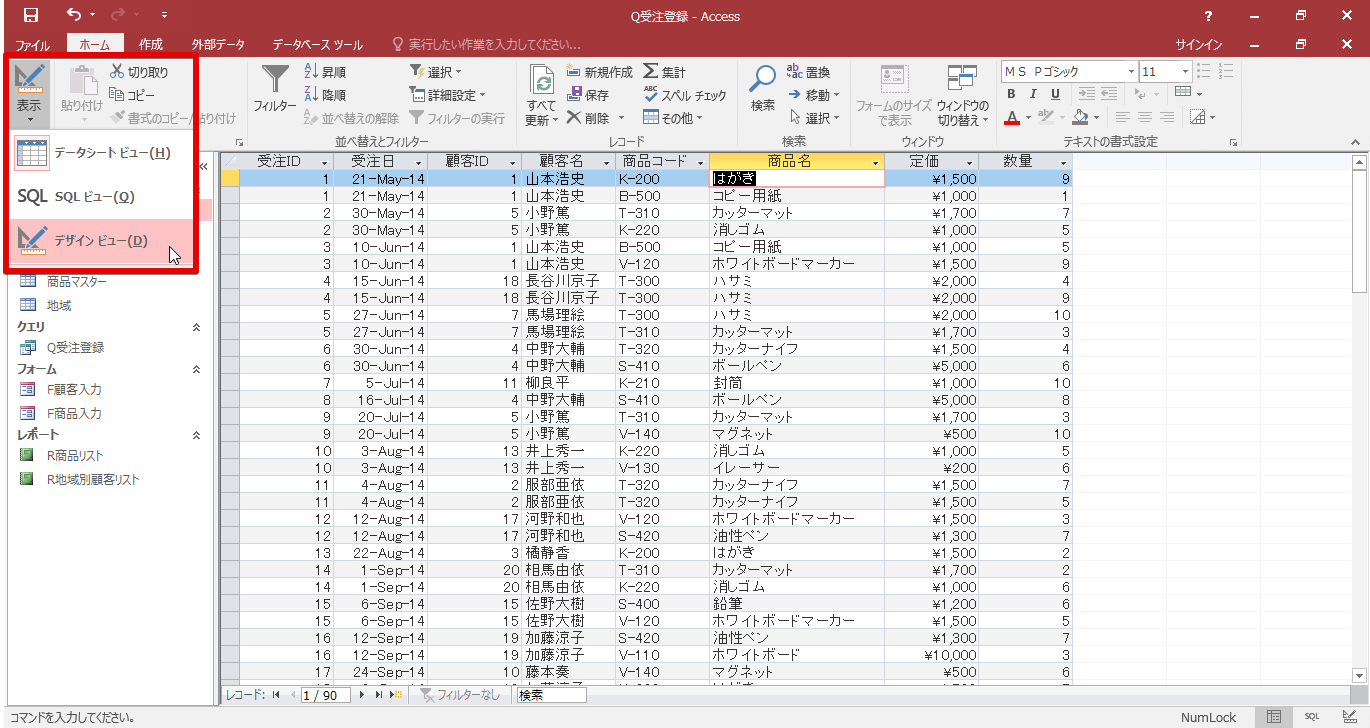 Q受注登録 - Access
ファイル ホーム 作成 外部データ データベース ツール 実行したい作業を入力してください... サインイン
表示
貼り付け
切り取り
コピー
書式のコピー/貼り付け
フィルター
昇順
降順
並べ替えの解除
選択
詳細設定
フィルターの実行
並べ替えとフィルター
すべて更新
新規作成
保存
削除
集計
スペル チェック
その他
レコード
検索
置換
移動
選択
検索
フォームのサイズで表示
ウィンドウの切り替え
ウィンドウ
MS Pゴシック 11
B I U
テキストの書式設定
データシート ビュー(H)
SQL SQL ビュー(Q)
デザイン ビュー(D)
商品マスター
地域
クエリ
Q受注登録
フォーム
F顧客入力
F商品入力
レポート
R商品リスト
R地域別顧客リスト
受注ID 受注日 顧客ID 顧客名 商品コード 商品名 定価 数量
1 21-May-14 1 山本浩史 K-200 はがき ¥1,500 9
1 21-May-14 1 山本浩史 B-500 コピー用紙 ¥1,000 1
2 30-May-14 5 小野篤 T-310 カッターマット ¥1,700 7
2 30-May-14 5 小野篤 K-220 消しゴム ¥1,000 5
3 10-Jun-14 1 山本浩史 B-500 コピー用紙 ¥1,000 5
3 10-Jun-14 1 山本浩史 V-120 ホワイトボードマーカー ¥1,500 9
4 15-Jun-14 18 長谷川京子 T-300 ハサミ ¥2,000 4
4 15-Jun-14 18 長谷川京子 T-300 ハサミ ¥2,000 9
5 27-Jun-14 7 馬場理絵 T-300 ハサミ ¥2,000 10
5 27-Jun-14 7 馬場理絵 T-310 カッターマット ¥1,700 3
6 30-Jun-14 4 中野大輔 T-320 カッターナイフ ¥1,500 4
6 30-Jun-14 4 中野大輔 S-410 ボールペン ¥5,000 6
7 5-Jul-14 11 柳良平 K-210 封筒 ¥1,000 10
8 16-Jul-14 4 中野大輔 S-410 ボールペン ¥5,000 8
9 20-Jul-14 5 小野篤 T-310 カッターマット ¥1,700 3
9 20-Jul-14 5 小野篤 V-140 マグネット ¥500 10
10 3-Aug-14 13 井上秀一 K-220 消しゴム ¥1,000 5
10 3-Aug-14 13 井上秀一 V-130 イレーサー ¥200 6
11 4-Aug-14 2 服部亜依 T-320 カッターナイフ ¥1,500 7
11 4-Aug-14 2 服部亜依 T-320 カッターナイフ ¥1,500 5
12 12-Aug-14 17 河野和也 V-120 ホワイトボードマーカー ¥1,500 3
12 12-Aug-14 17 河野和也 S-420 油性ペン ¥1,300 7
13 22-Aug-14 3 橘静香 K-200 はがき ¥1,500 2
14 1-Sep-14 20 相馬由依 T-310 カッターマット ¥1,700 2
14 1-Sep-14 20 相馬由依 K-220 消しゴム ¥1,000 6
15 6-Sep-14 15 佐野大樹 S-400 鉛筆 ¥1,200 6
15 6-Sep-14 15 佐野大樹 V-120 ホワイトボードマーカー ¥1,500 5
16 12-Sep-14 19 加藤涼子 S-420 油性ペン ¥1,300 7
16 12-Sep-14 19 加藤涼子 V-110 ホワイトボード ¥10,000 3
17 24-Sep-14 10 藤本奏 V-140 マグネット ¥500 6
レコード: 1 / 90 フィルターなし 検索
コマンドを入力してください。 NumLock SQL